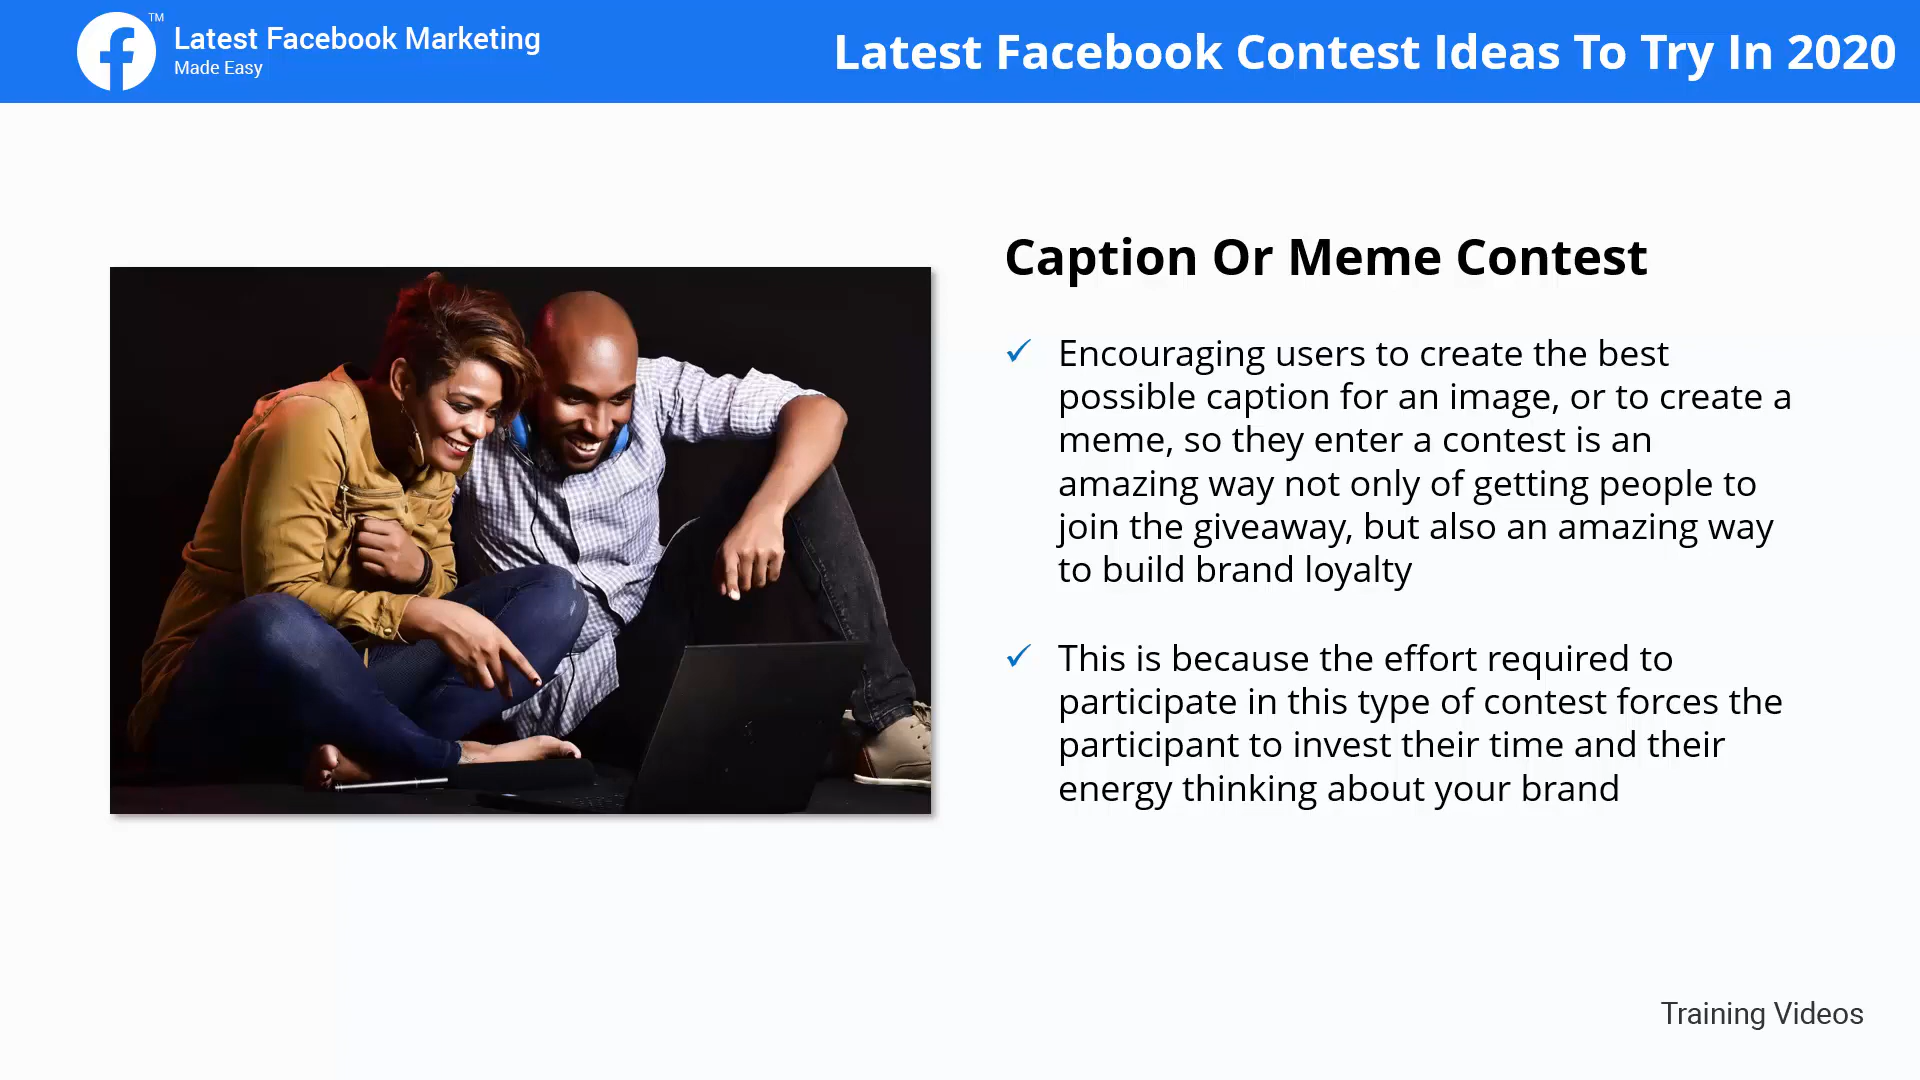 TM
Latest Facebook Marketing
Made Easy
Latest Facebook Contest Ideas To Try In 2020
Caption Or Meme Contest
✓ Encouraging users to create the best
possible caption for an image, or to create a
meme, so they enter a contest is an
amazing way not only of getting people to
join the giveaway, but also an amazing way
to build brand loyalty
✓ This is because the effort required to
participate in this type of contest forces the
participant to invest their time and their
energy thinking about your brand
Training Videos